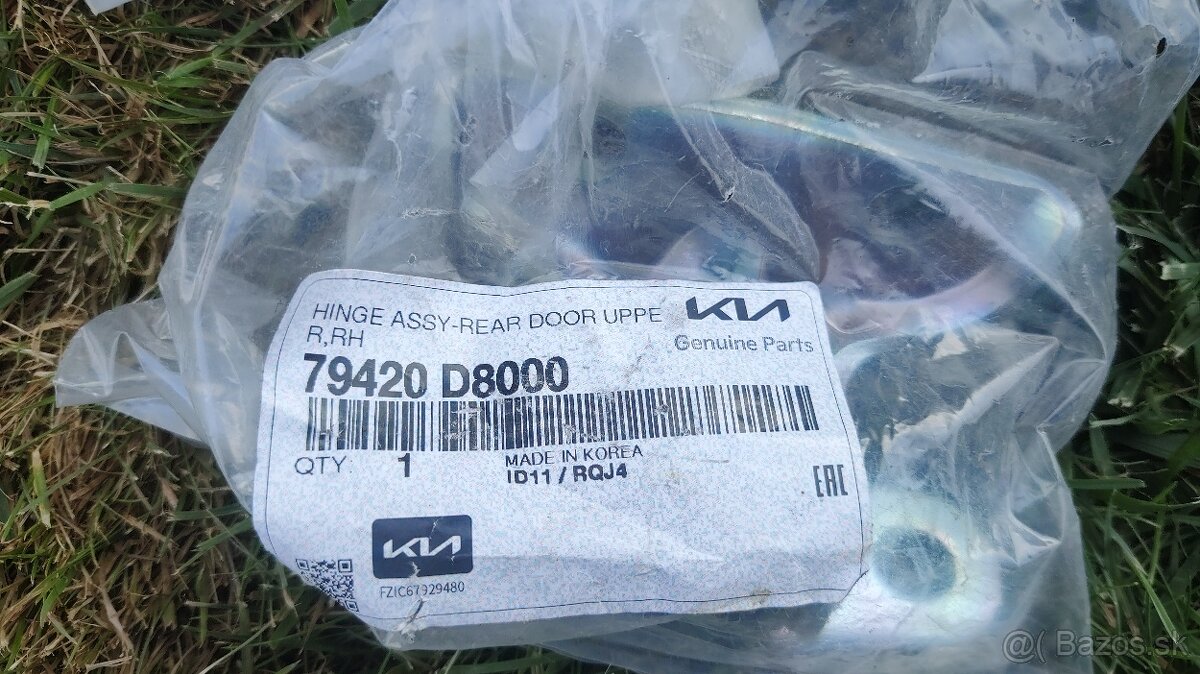 HINGE ASSY-REAR DOOR UPPE
R,RH
KIA
Genuine Parts
79420 D8000
QTY 1
MADE IN KOREA
ID11 / RQJ4
EAC
KIA
FZIC67929480
@( Bazos.sk